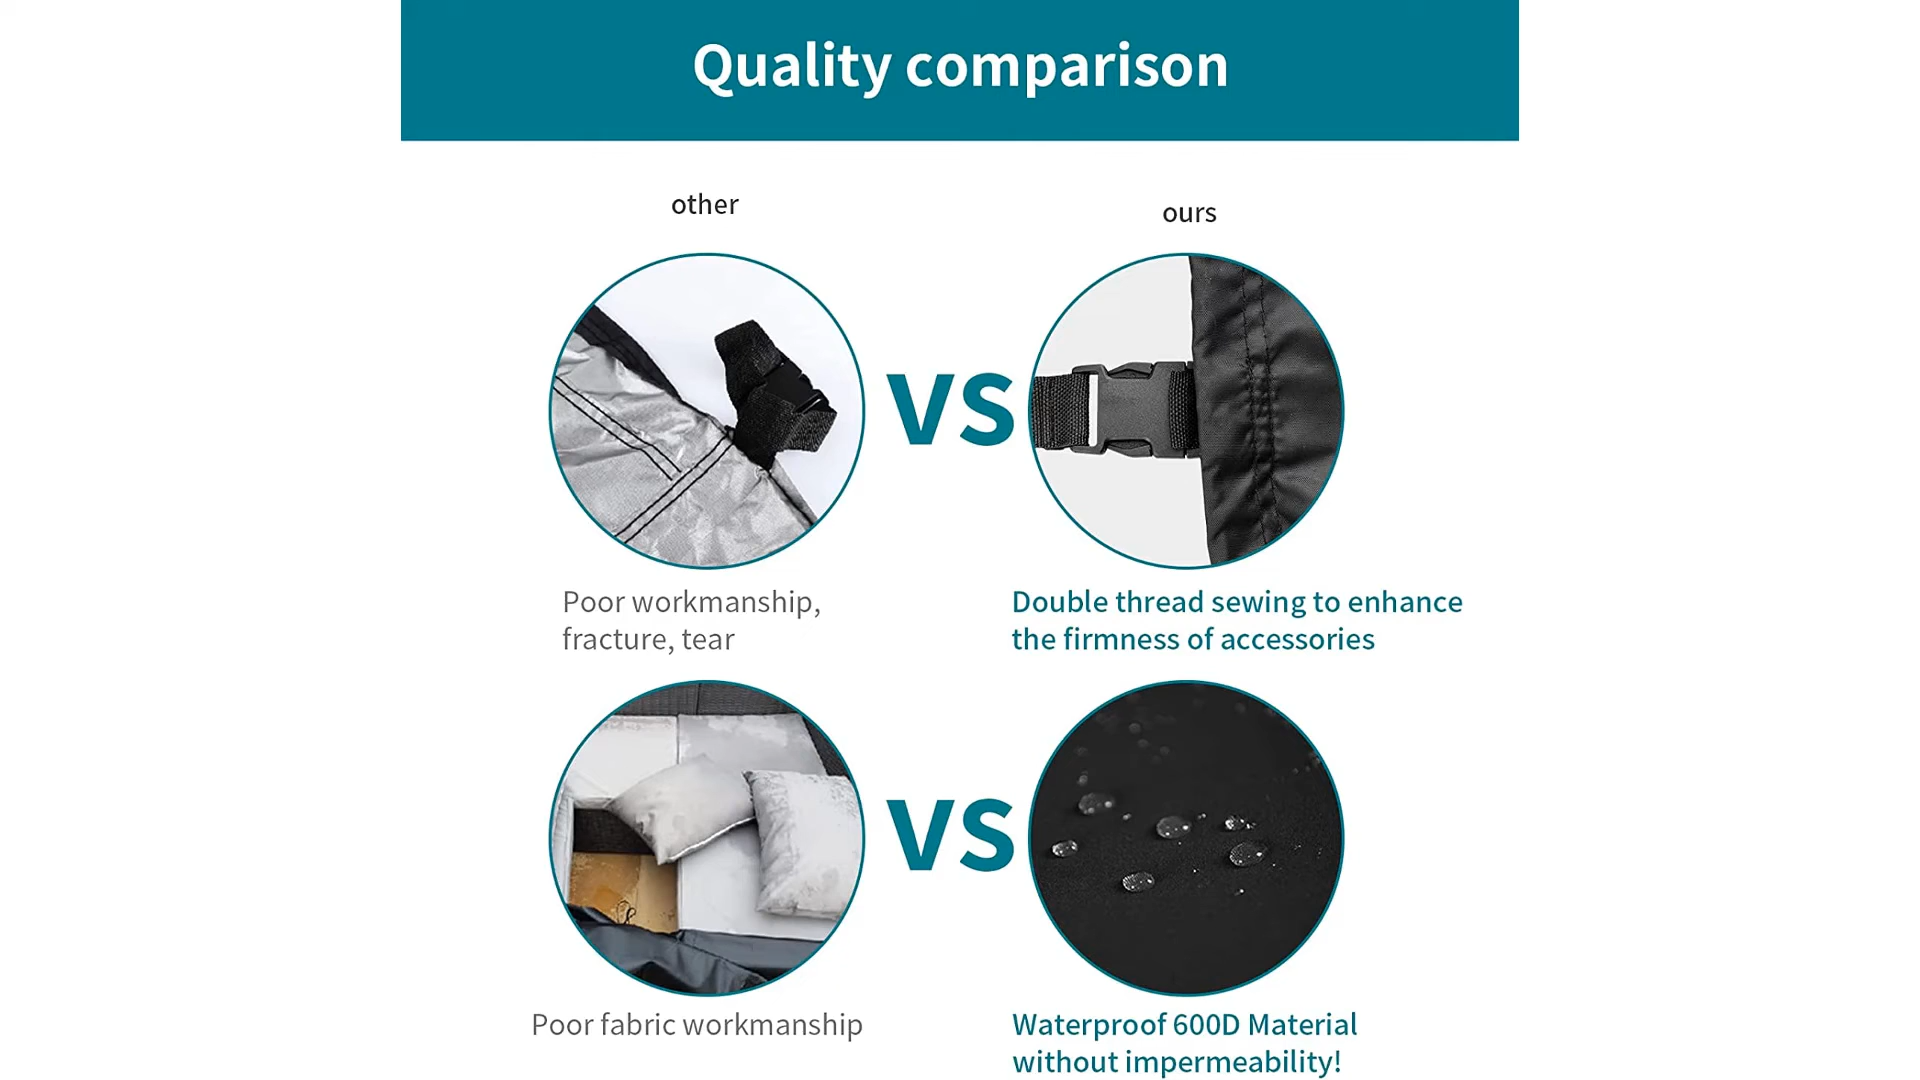 Quality comparison
other
ours
VS
Poor workmanship,
fracture, tear
Double thread sewing to enhance
the firmness of accessories
VS
Poor fabric workmanship
Waterproof 600D Material
without impermeability!